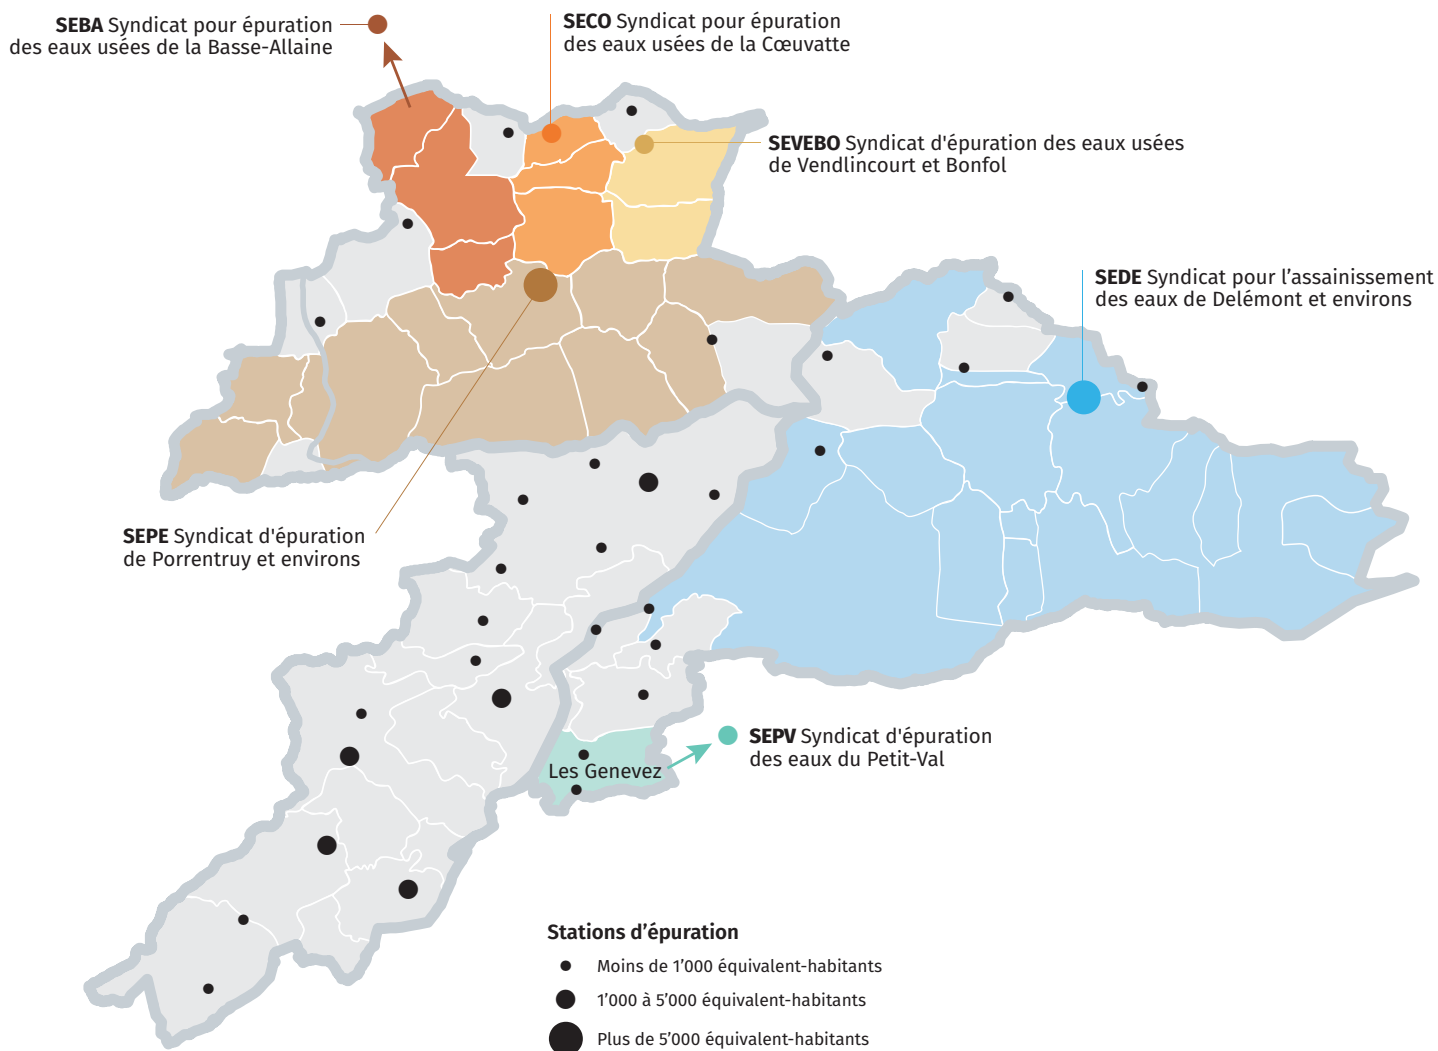 SEBA Syndicat pour épuration
des eaux usées de la Basse-Allaine
SECO Syndicat pour épuration
des eaux usées de la Cœuvatte
SEVEBO Syndicat d'épuration des eaux usées
de Vendlincourt et Bonfol
SEDE Syndicat pour l’assainissement
des eaux de Delémont et environs
SEPE Syndicat d'épuration
de Porrentruy et environs
SEPV Syndicat d'épuration
des eaux du Petit-Val
Les Genevez
Stations d’épuration
Moins de 1’000 équivalent-habitants
1’000 à 5’000 équivalent-habitants
Plus de 5’000 équivalent-habitants